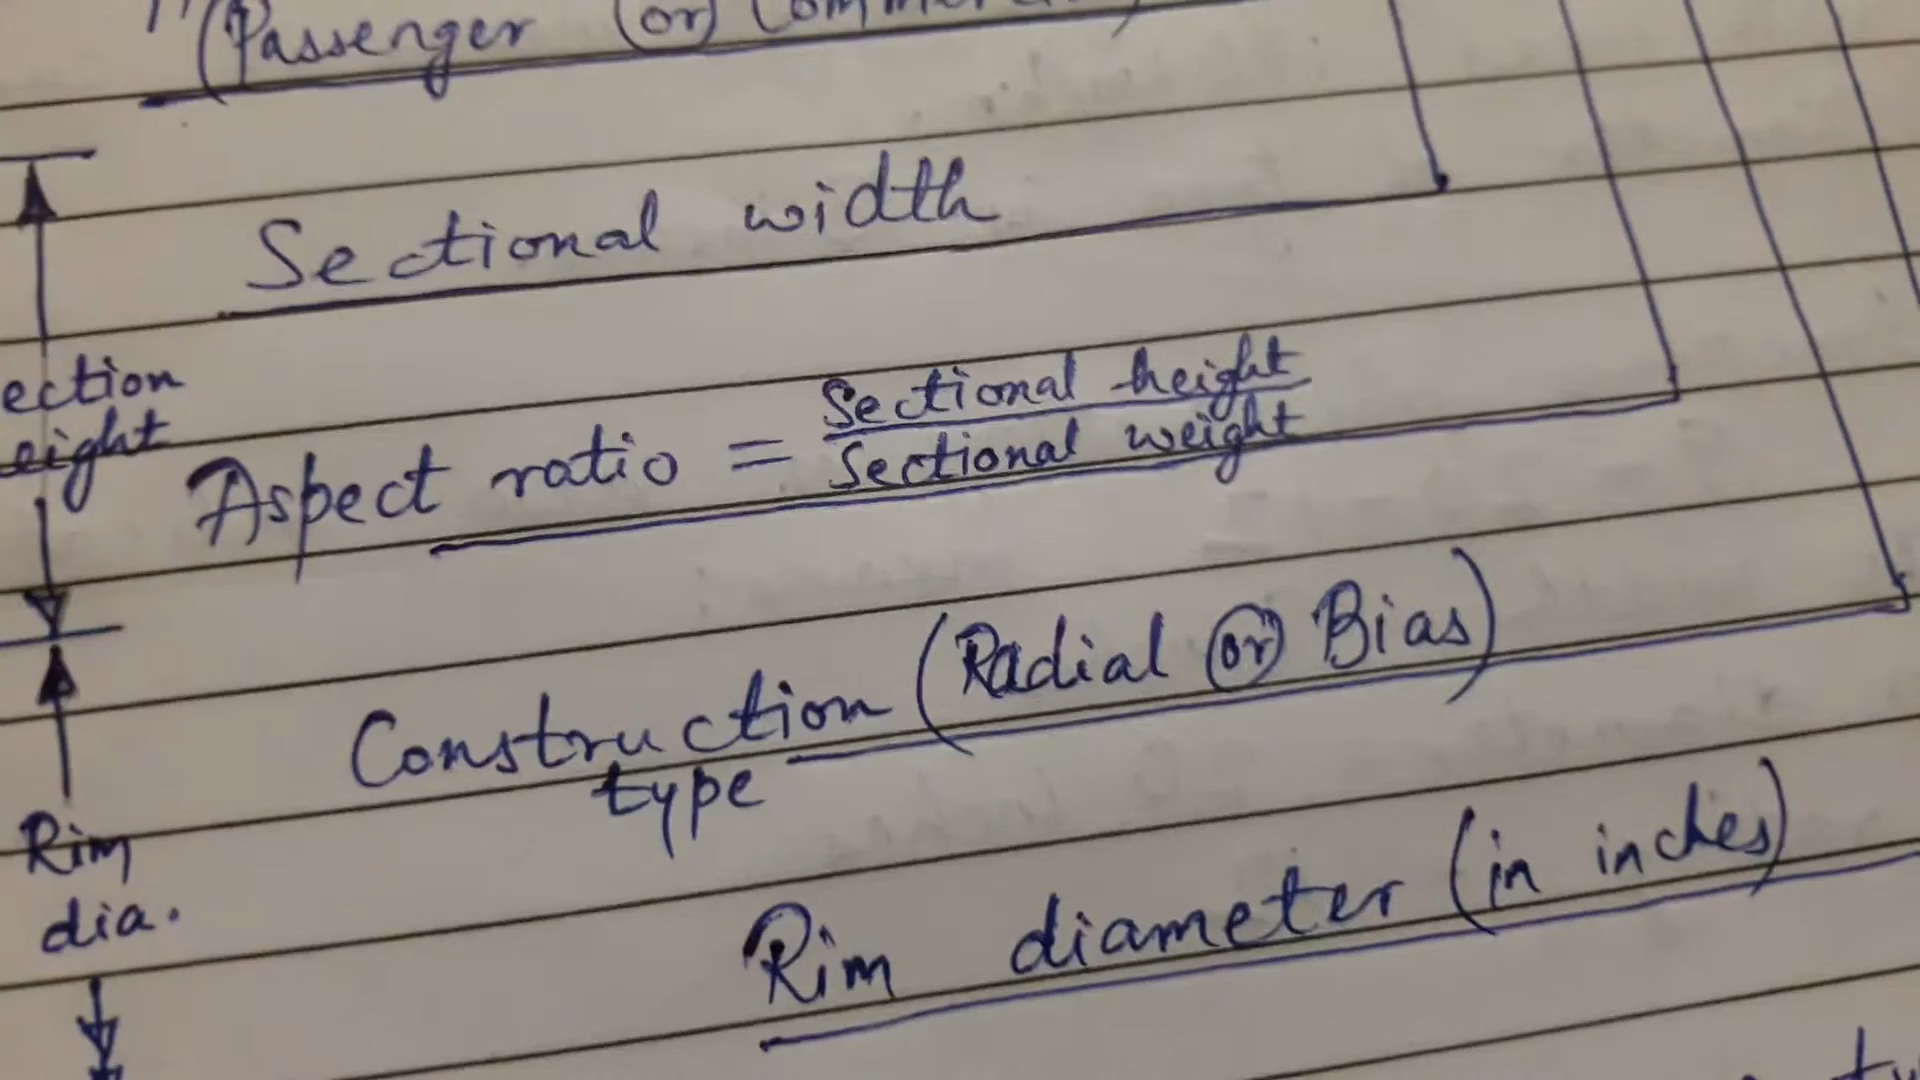 (Passenger (or) Commerci
Sectional width
ection
eight
Aspect ratio = Sectional height
Sectional weight
Construction (Radial (or) Bias)
type
Rim
dia.
Rim diameter (in inches)